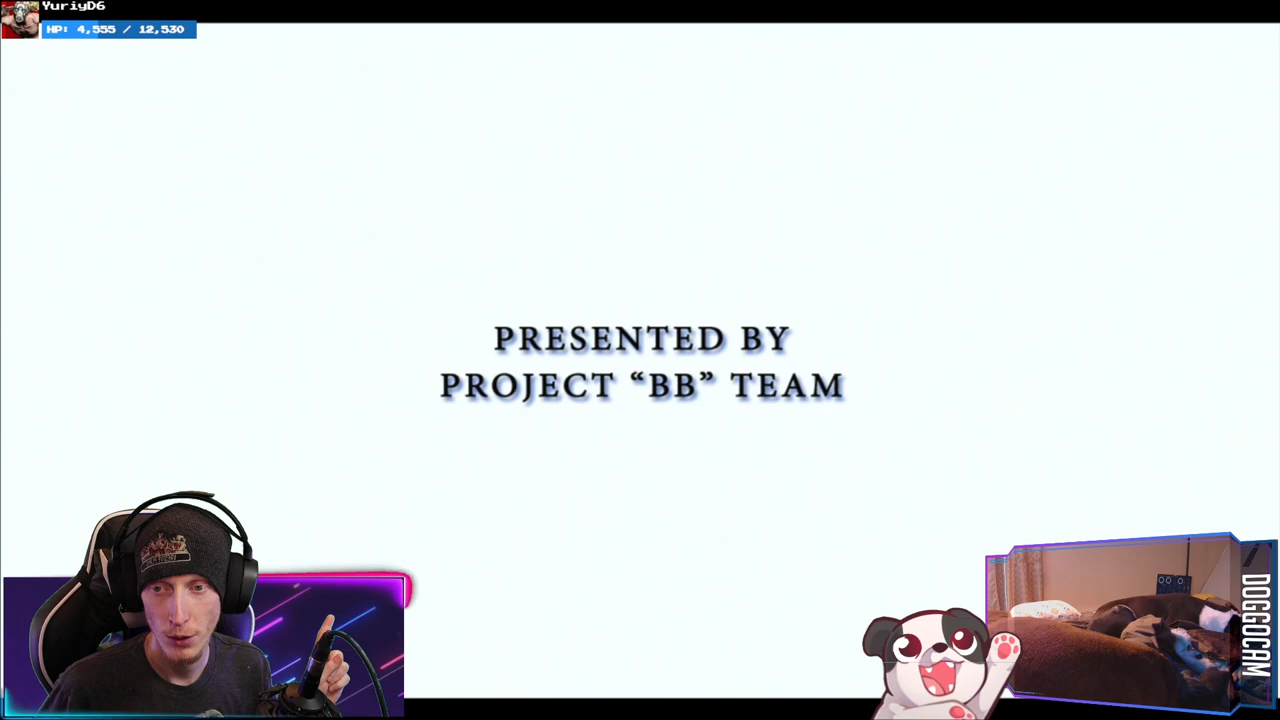 YuriyD6
HP: 4,555 / 12,530
PRESENTED BY
PROJECT “BB” TEAM
DOGGOCAM